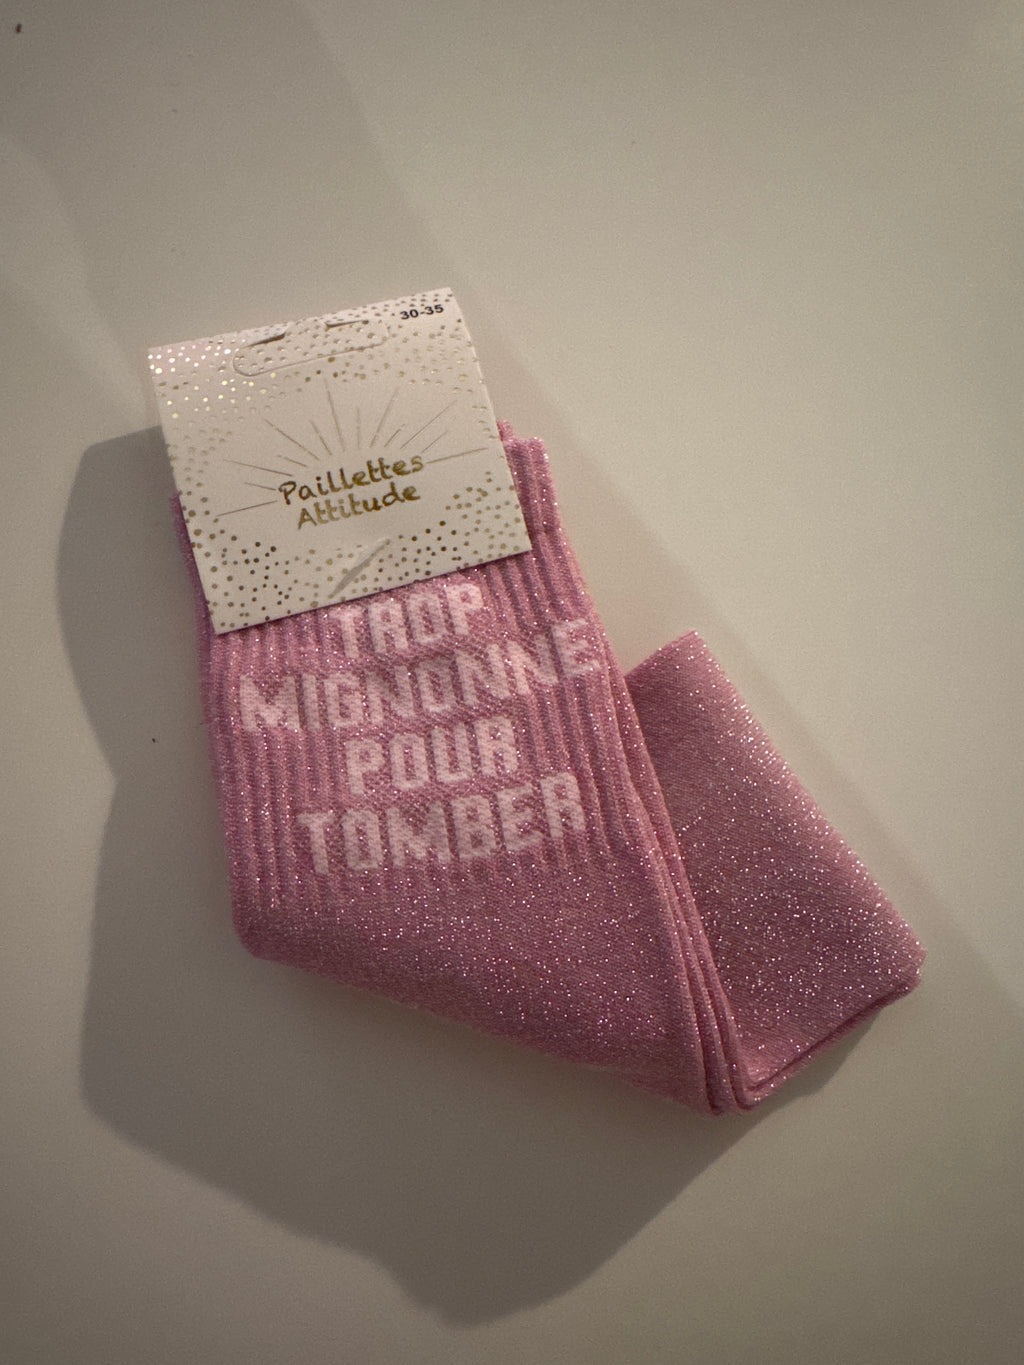 30-35
Paillettes
Attitude
TROP
MIGNONNE
POUR
TOMBER